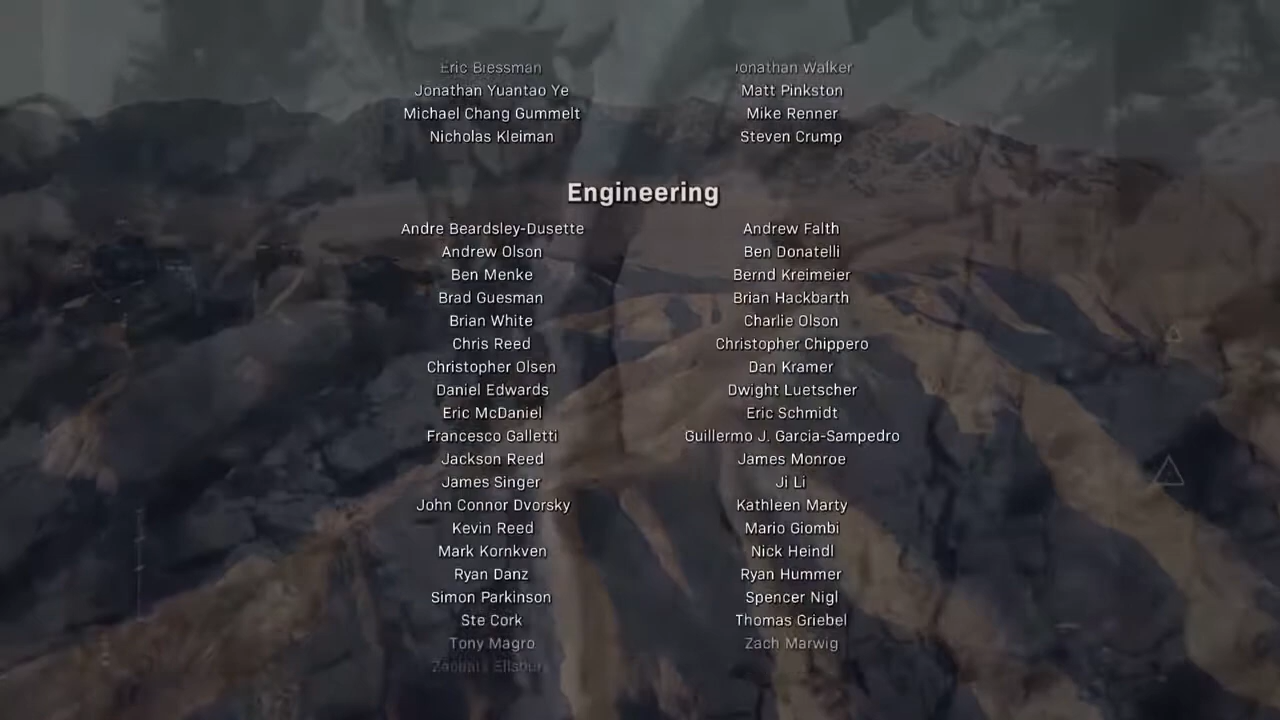 Eric Biessman Jonathan Walker
Jonathan Yuantao Ye Matt Pinkston
Michael Chang Gummelt Mike Renner
Nicholas Kleiman Steven Crump
Engineering
Andre Beardsley-Dusette Andrew Falth
Andrew Olson Ben Donatelli
Ben Menke Bernd Kreimeier
Brad Guesman Brian Hackbarth
Brian White Charlie Olson
Chris Reed Christopher Chippero
Christopher Olsen Dan Kramer
Daniel Edwards Dwight Luetscher
Eric McDaniel Eric Schmidt
Francesco Galletti Guillermo J. Garcia-Sampedro
Jackson Reed James Monroe
James Singer Ji Li
John Connor Dvorsky Kathleen Marty
Kevin Reed Mario Giombi
Mark Kornkven Nick Heindl
Ryan Danz Ryan Hummer
Simon Parkinson Spencer Nigl
Ste Cork Thomas Griebel
Tony Magro Zach Marwig